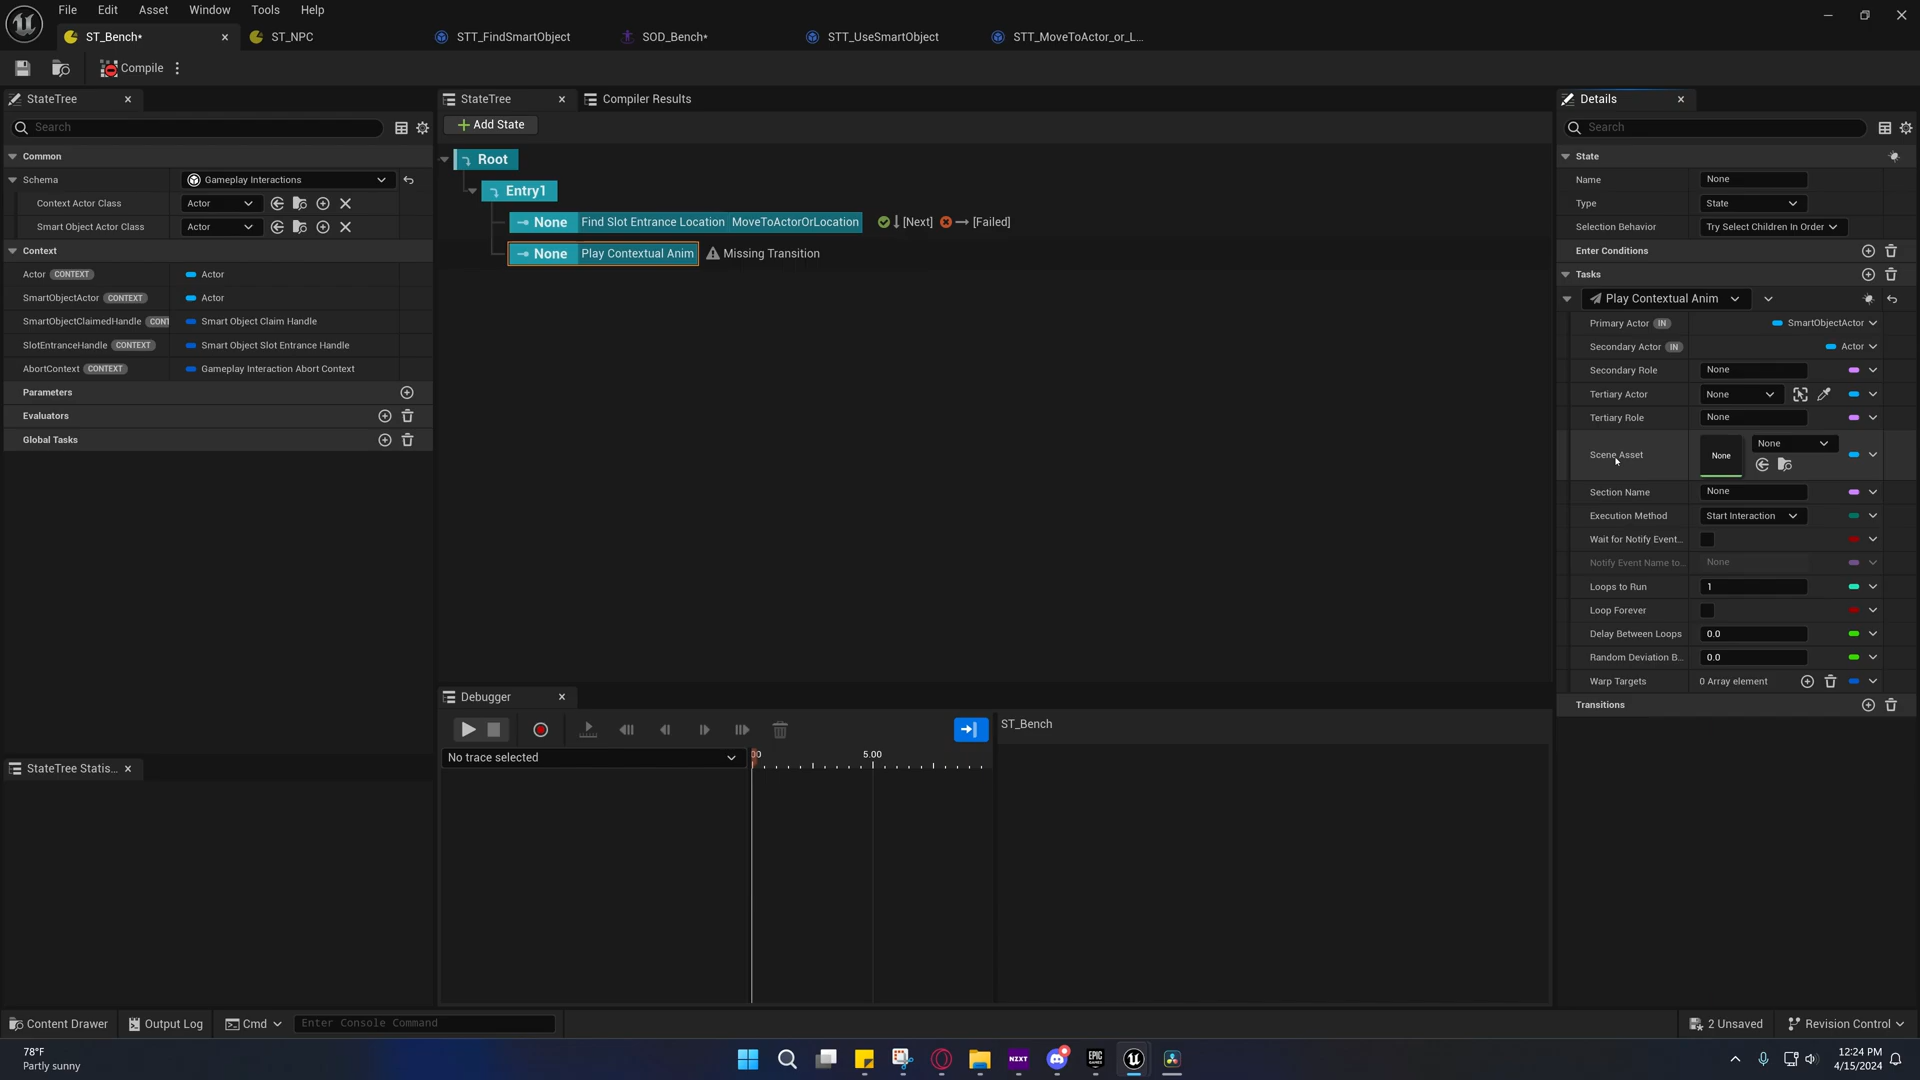 File Edit Asset Window Tools Help
ST_Bench* ST_NPC STT_FindSmartObject SOD_Bench* STT_UseSmartObject STT_MoveToActor_or_L...
Compile
StateTree
Search
Common
Schema Gameplay Interactions
Context Actor Class Actor
Smart Object Actor Class Actor
Context
Actor CONTEXT Actor
SmartObjectActor CONTEXT Actor
SmartObjectClaimedHandle CONT Smart Object Claim Handle
SlotEntranceHandle CONTEXT Smart Object Slot Entrance Handle
AbortContext CONTEXT Gameplay Interaction Abort Context
Parameters
Evaluators
Global Tasks
StateTree Statis...
StateTree Compiler Results
Add State
Root
Entry1
None Find Slot Entrance Location MoveToActorOrLocation [Next] [Failed]
None Play Contextual Anim Missing Transition
Debugger
ST_Bench
No trace selected
00 5.00
Details
Search
State
Name None
Type State
Selection Behavior Try Select Children In Order
Enter Conditions
Tasks
Play Contextual Anim
Primary Actor IN SmartObjectActor
Secondary Actor IN Actor
Secondary Role None
Tertiary Actor None
Tertiary Role None
Scene Asset None None
Section Name None
Execution Method Start Interaction
Wait for Notify Event...
Notify Event Name to... None
Loops to Run 1
Loop Forever
Delay Between Loops 0.0
Random Deviation B... 0.0
Warp Targets 0 Array element
Transitions
Content Drawer Output Log Cmd Enter Console Command 2 Unsaved Revision Control
78°F
Partly sunny
NZXT
EPIC GAMES
12:24 PM
4/15/2024